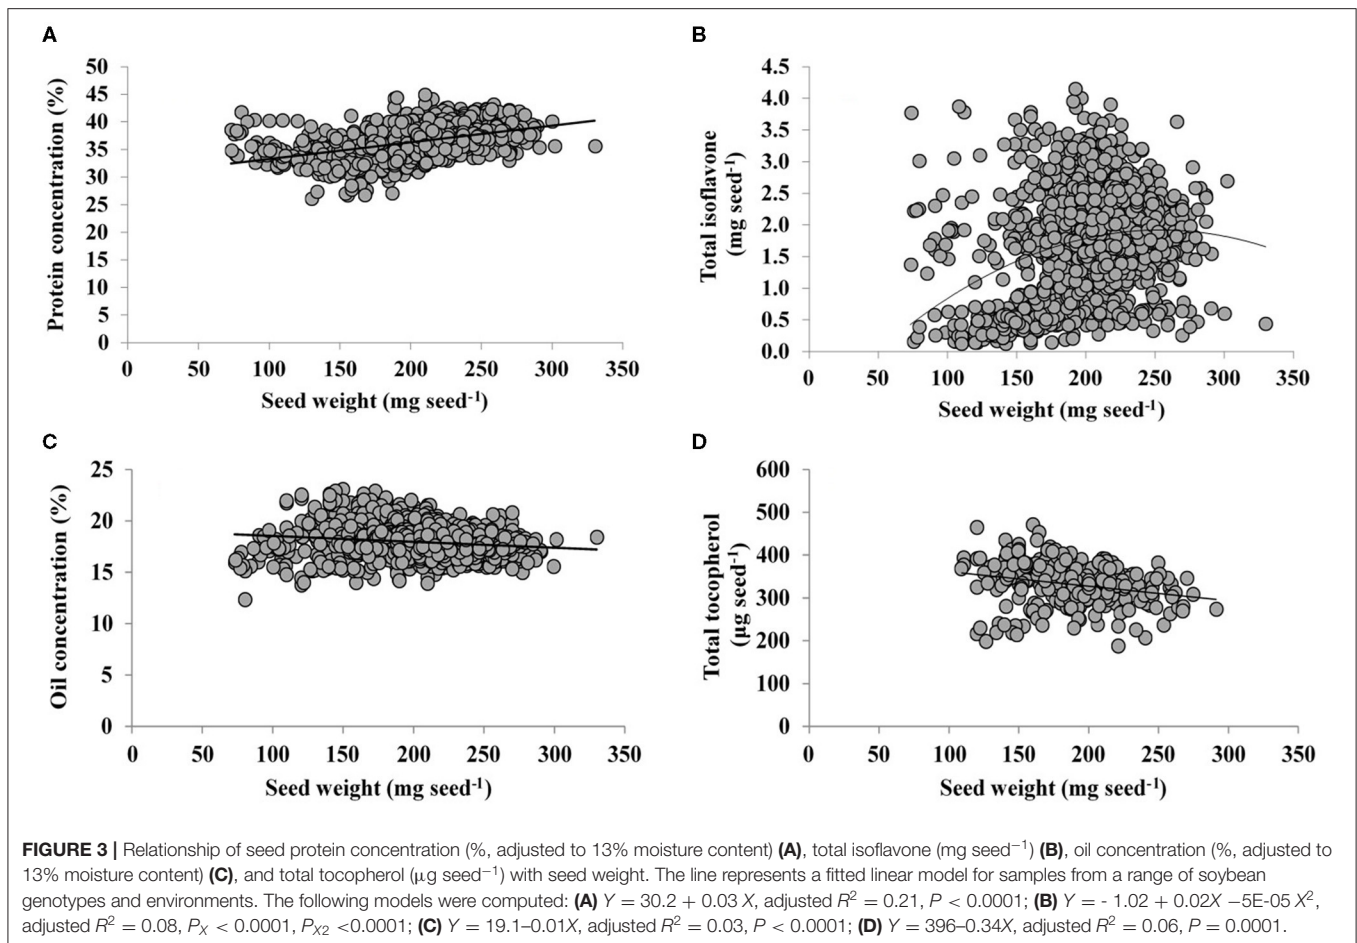 A
50
45
40
35
30
25
20
15
10
5
0
Protein concentration (%)
0 50 100 150 200 250 300 350
Seed weight (mg seed⁻¹)
B
4.5
4.0
3.5
3.0
2.5
2.0
1.5
1.0
0.5
0.0
Total isoflavone
(mg seed⁻¹)
0 50 100 150 200 250 300 350
Seed weight (mg seed⁻¹)
C
25
20
15
10
5
0
Oil concentration (%)
0 50 100 150 200 250 300 350
Seed weight (mg seed⁻¹)
D
600
500
400
300
200
100
0
Total tocopherol
(µg seed⁻¹)
0 50 100 150 200 250 300 350
Seed weight (mg seed⁻¹)
FIGURE 3 | Relationship of seed protein concentration (%, adjusted to 13% moisture content) (A), total isoflavone (mg seed⁻¹) (B), oil concentration (%, adjusted to
13% moisture content) (C), and total tocopherol (µg seed⁻¹) with seed weight. The line represents a fitted linear model for samples from a range of soybean
genotypes and environments. The following models were computed: (A) Y = 30.2 + 0.03 X, adjusted R² = 0.21, P < 0.0001; (B) Y = - 1.02 + 0.02X −5E-05 X²,
adjusted R² = 0.08, Pₓ < 0.0001, Pₓ₂ <0.0001; (C) Y = 19.1–0.01X, adjusted R² = 0.03, P < 0.0001; (D) Y = 396–0.34X, adjusted R² = 0.06, P = 0.0001.